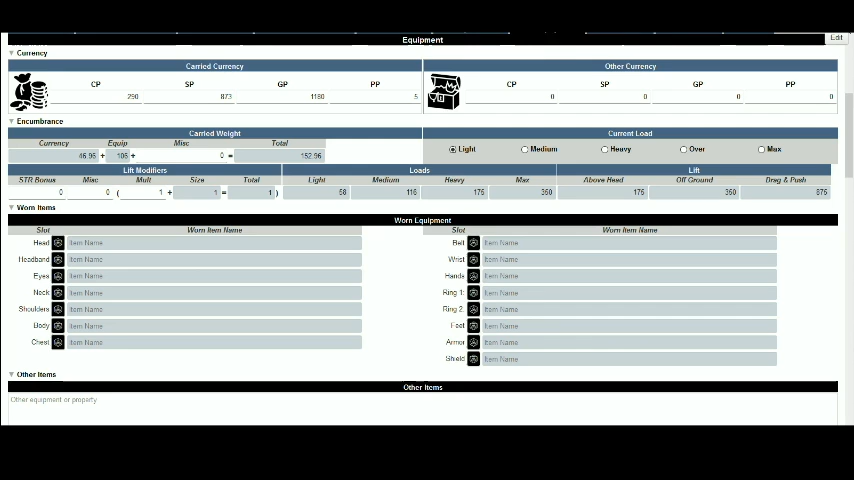 Equipment
Edit
Currency
Carried Currency Other Currency
CP SP GP PP CP SP GP PP
290 873 1180 5 0 0 0 0
Encumbrance
Carried Weight Current Load
Currency Equip Misc Total
46.96 + 106 + 0 = 152.96
Light Medium Heavy Over Max
Lift Modifiers Loads Lift
STR Bonus Misc Mult Size Total Light Medium Heavy Max Above Head Off Ground Drag & Push
0 0 ( 1 + 1 = 1 ) 58 116 175 350 175 350 875
Worn Items
Worn Equipment
Slot Worn Item Name Slot Worn Item Name
Head Item Name Belt Item Name
Headband Item Name Wrist Item Name
Eyes Item Name Hands Item Name
Neck Item Name Ring 1: Item Name
Shoulders Item Name Ring 2: Item Name
Body Item Name Feet Item Name
Chest Item Name Armor Item Name
Shield Item Name
Other Items
Other Items
Other equipment or property